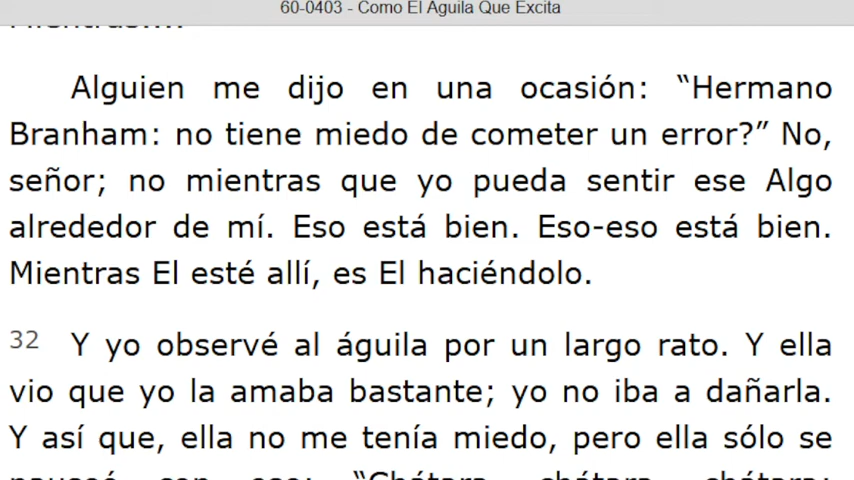 60-0403 - Como El Aguila Que Excita
Alguien me dijo en una ocasión: “Hermano
Branham: no tiene miedo de cometer un error?” No,
señor; no mientras que yo pueda sentir ese Algo
alrededor de mí. Eso está bien. Eso-eso está bien.
Mientras El esté allí, es El haciéndolo.
32 Y yo observé al águila por un largo rato. Y ella
vio que yo la amaba bastante; yo no iba a dañarla.
Y así que, ella no me tenía miedo, pero ella sólo se